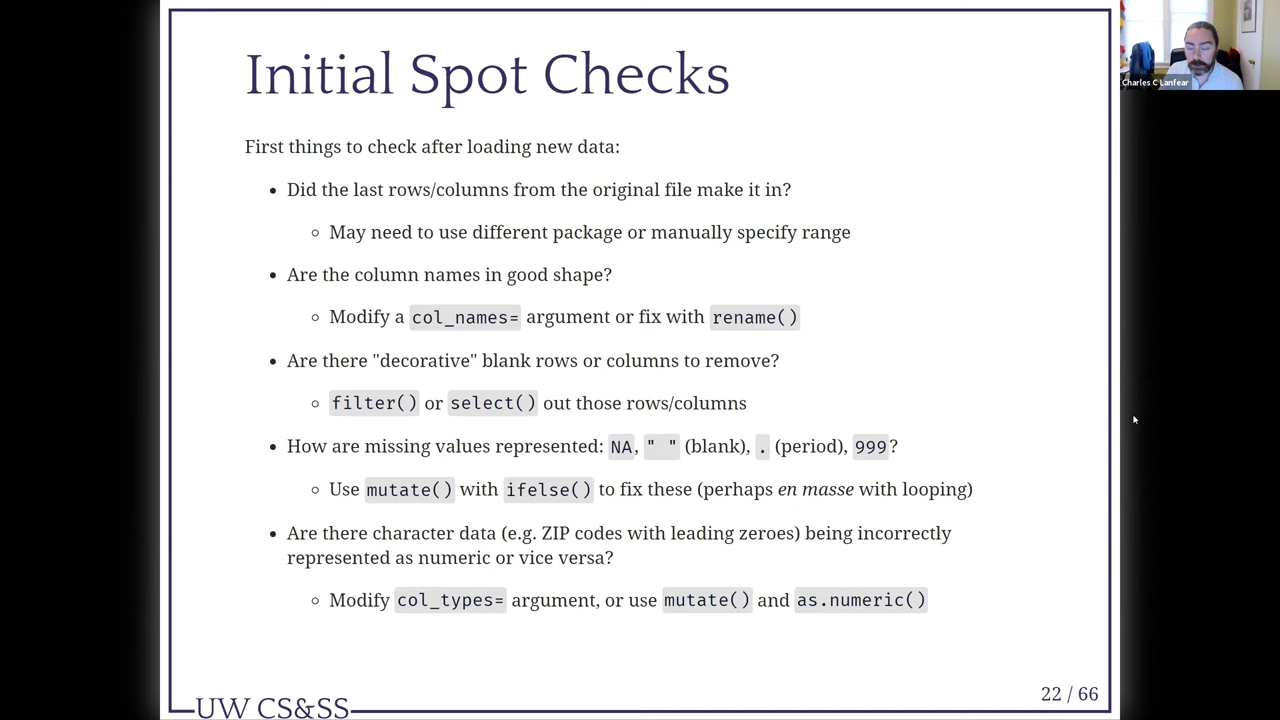 Initial Spot Checks
Charles C Lanfear
First things to check after loading new data:
• Did the last rows/columns from the original file make it in?
◦ May need to use different package or manually specify range
• Are the column names in good shape?
◦ Modify a col_names= argument or fix with rename()
• Are there "decorative" blank rows or columns to remove?
◦ filter() or select() out those rows/columns
• How are missing values represented: NA, " " (blank), . (period), 999?
◦ Use mutate() with ifelse() to fix these (perhaps en masse with looping)
• Are there character data (e.g. ZIP codes with leading zeroes) being incorrectly
represented as numeric or vice versa?
◦ Modify col_types= argument, or use mutate() and as.numeric()
22 / 66
UW CS&SS